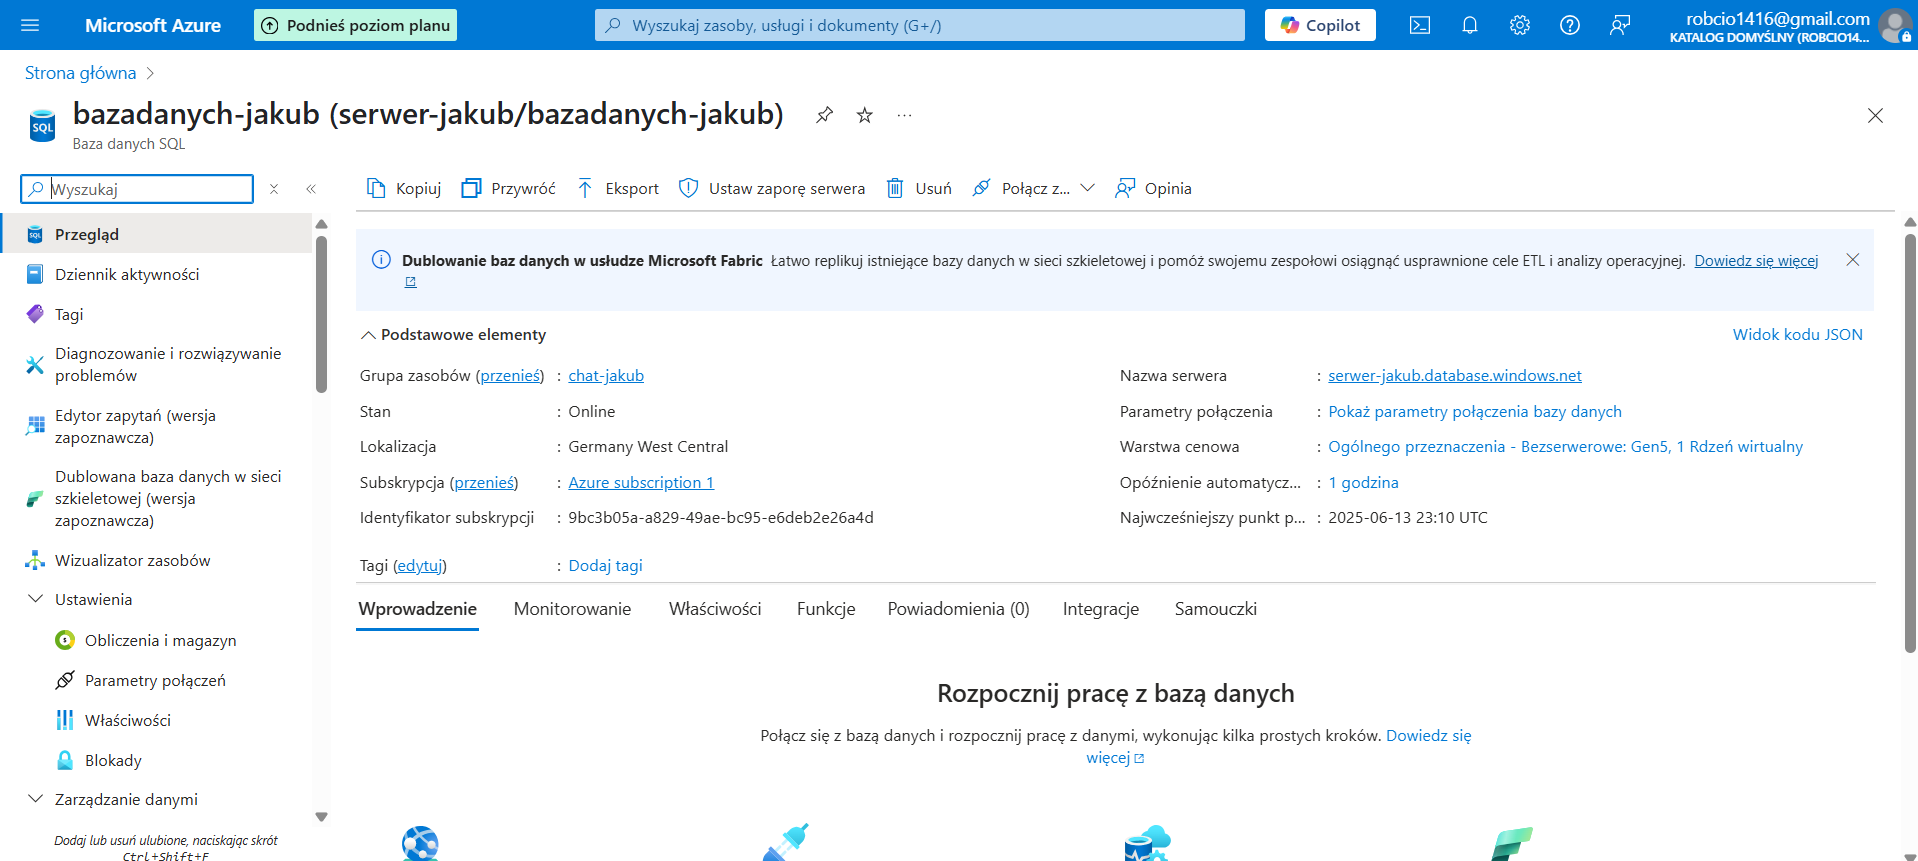 Microsoft Azure
Podnieś poziom planu
Wyszukaj zasoby, usługi i dokumenty (G+/)
Copilot
robcio1416@gmail.com
KATALOG DOMYŚLNY (ROBCIO14...
Strona główna
bazadanych-jakub (serwer-jakub/bazadanych-jakub)
...
SQL
Baza danych SQL
Wyszukaj
Kopiuj
Przywróć
Eksport
Ustaw zaporę serwera
Usuń
Połącz z...
Opinia
Przegląd
Dziennik aktywności
Tagi
Diagnozowanie i rozwiązywanie
problemów
Edytor zapytań (wersja
zapoznawcza)
Dublowana baza danych w sieci
szkieletowej (wersja
zapoznawcza)
Wizualizator zasobów
Ustawienia
Obliczenia i magazyn
Parametry połączeń
Właściwości
Blokady
Zarządzanie danymi
Dodaj lub usuń ulubione, naciskając skrót
Ctrl+Shift+F
Dublowanie baz danych w usłudze Microsoft Fabric Łatwo replikuj istniejące bazy danych w sieci szkieletowej i pomóż swojemu zespołowi osiągnąć usprawnione cele ETL i analizy operacyjnej. Dowiedz się więcej
Podstawowe elementy
Widok kodu JSON
Grupa zasobów (przenieś) : chat-jakub
Stan : Online
Lokalizacja : Germany West Central
Subskrypcja (przenieś) : Azure subscription 1
Identyfikator subskrypcji : 9bc3b05a-a829-49ae-bc95-e6deb2e26a4d
Nazwa serwera : serwer-jakub.database.windows.net
Parametry połączenia : Pokaż parametry połączenia bazy danych
Warstwa cenowa : Ogólnego przeznaczenia - Bezserwerowe: Gen5, 1 Rdzeń wirtualny
Opóźnienie automatycz... : 1 godzina
Najwcześniejszy punkt p... : 2025-06-13 23:10 UTC
Tagi (edytuj) : Dodaj tagi
Wprowadzenie
Monitorowanie
Właściwości
Funkcje
Powiadomienia (0)
Integracje
Samouczki
Rozpocznij pracę z bazą danych
Połącz się z bazą danych i rozpocznij pracę z danymi, wykonując kilka prostych kroków. Dowiedz się
więcej